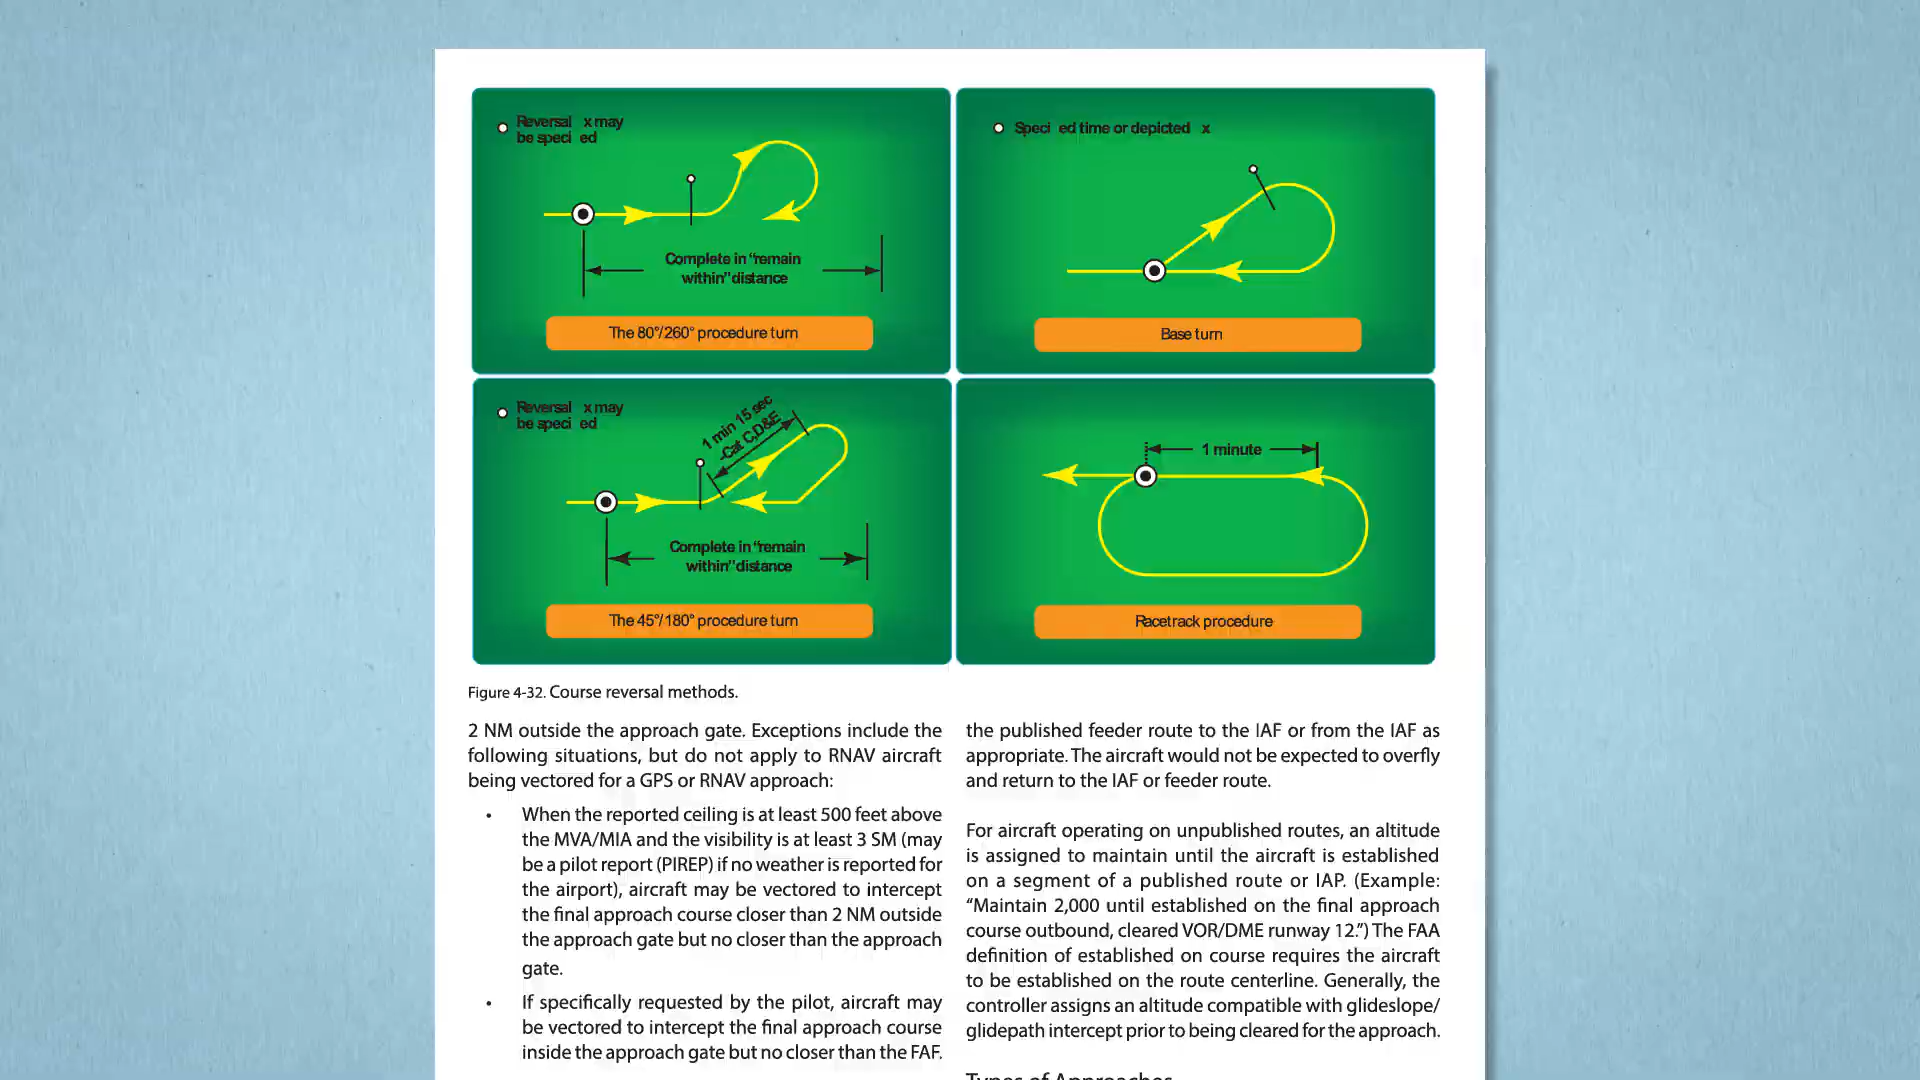 Reversal x may
be speci ed
Complete in “remain
within” distance
The 80°/260° procedure turn
Speci ed time or depicted x
Base turn
Reversal x may
be speci ed
1 min 15 sec
-Cat C,D&E
Complete in “remain
within” distance
The 45°/180° procedure turn
1 minute
Racetrack procedure
Figure 4-32. Course reversal methods.
2 NM outside the approach gate. Exceptions include the
following situations, but do not apply to RNAV aircraft
being vectored for a GPS or RNAV approach:
• When the reported ceiling is at least 500 feet above
the MVA/MIA and the visibility is at least 3 SM (may
be a pilot report (PIREP) if no weather is reported for
the airport), aircraft may be vectored to intercept
the final approach course closer than 2 NM outside
the approach gate but no closer than the approach
gate.
• If specifically requested by the pilot, aircraft may
be vectored to intercept the final approach course
inside the approach gate but no closer than the FAF.
the published feeder route to the IAF or from the IAF as
appropriate. The aircraft would not be expected to overfly
and return to the IAF or feeder route.
For aircraft operating on unpublished routes, an altitude
is assigned to maintain until the aircraft is established
on a segment of a published route or IAP. (Example:
“Maintain 2,000 until established on the final approach
course outbound, cleared VOR/DME runway 12.”) The FAA
definition of established on course requires the aircraft
to be established on the route centerline. Generally, the
controller assigns an altitude compatible with glideslope/
glidepath intercept prior to being cleared for the approach.
Types of Approaches